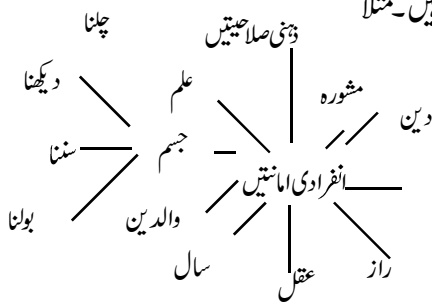 ہیں۔ مثلاً
چلنا
ذہنی صلاحیتیں
دیکھنا
علم
مشورہ
دین
سننا
جسم
انفرادی امانتیں
بولنا
والدین
سال
عقل
راز